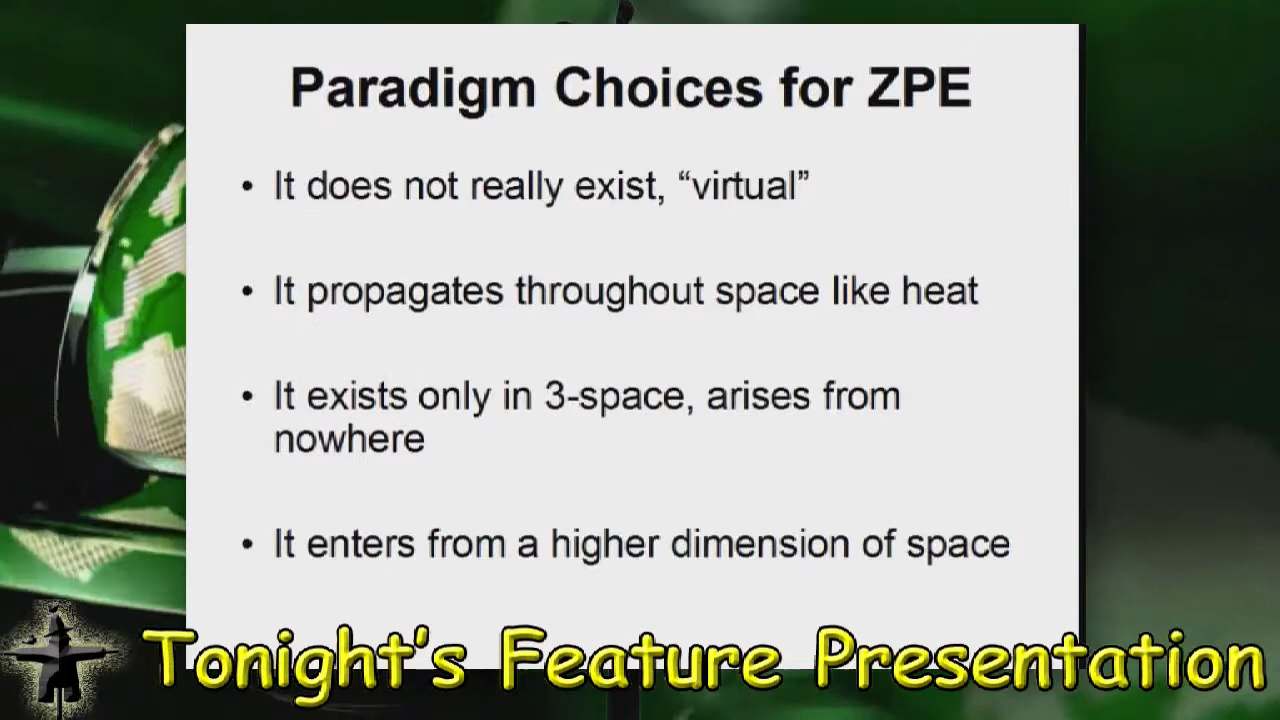 Paradigm Choices for ZPE
• It does not really exist, “virtual”
• It propagates throughout space like heat
• It exists only in 3-space, arises from
nowhere
• It enters from a higher dimension of space
Tonight's Feature Presentation